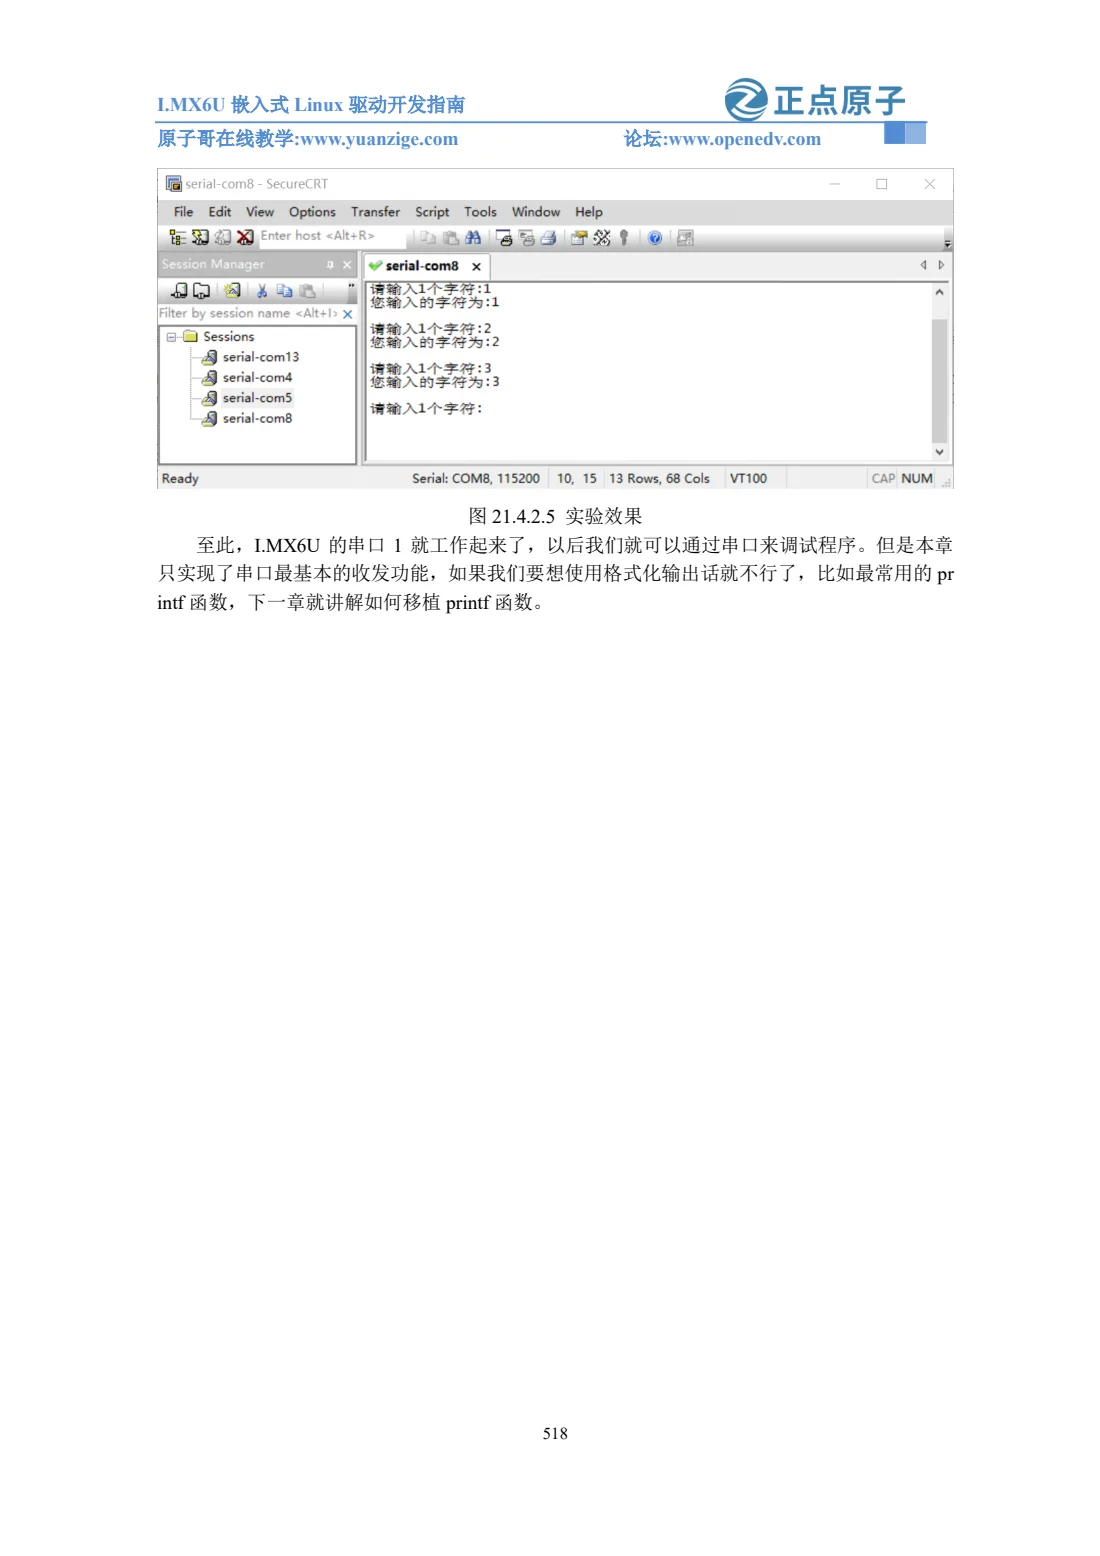 I.MX6U 嵌入式 Linux 驱动开发指南
正点原子
原子哥在线教学:www.yuanzige.com 论坛:www.openedv.com
serial-com8 - SecureCRT
File Edit View Options Transfer Script Tools Window Help
Enter host <Alt+R>
Session Manager
serial-com8
Filter by session name <Alt+I>
Sessions
serial-com13
serial-com4
serial-com5
serial-com8
请输入1个字符:1
您输入的字符为:1
请输入1个字符:2
您输入的字符为:2
请输入1个字符:3
您输入的字符为:3
请输入1个字符:
Ready Serial: COM8, 115200 10, 15 13 Rows, 68 Cols VT100 CAP NUM
图 21.4.2.5 实验效果
至此，I.MX6U 的串口 1 就工作起来了，以后我们就可以通过串口来调试程序。但是本章
只实现了串口最基本的收发功能，如果我们要想使用格式化输出话就不行了，比如最常用的 pr
intf 函数，下一章就讲解如何移植 printf 函数。
518